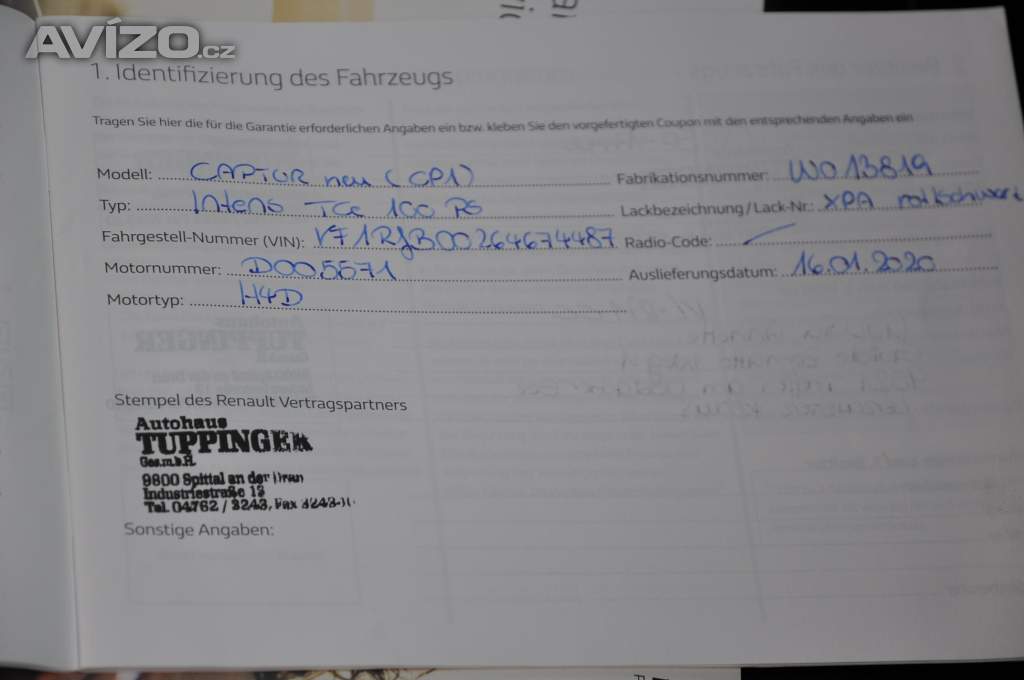 AVÍZO.cz
1. Identifizierung des Fahrzeugs
Tragen Sie hier die für die Garantie erforderlichen Angaben ein bzw. kleben Sie den vorgefertigten Coupon mit den entsprechenden Angaben ein
Modell: CAPTUR neu (CP1) Fabrikationsnummer: W013819
Typ: Intens TCe 100 PS Lackbezeichnung/Lack-Nr.: XPA rot/schwarz
Fahrgestell-Nummer (VIN): VF1RJB00264674487 Radio-Code:
Motornummer: D005571 Auslieferungsdatum: 16.01.2020
Motortyp: H4D
Stempel des Renault Vertragspartners
Autohaus
TUPPINGER
Ges.m.b.H.
9800 Spittal an der Drau
Industriestraße 13
Tel. 04762 / 3243, Fax 3243-
Sonstige Angaben: